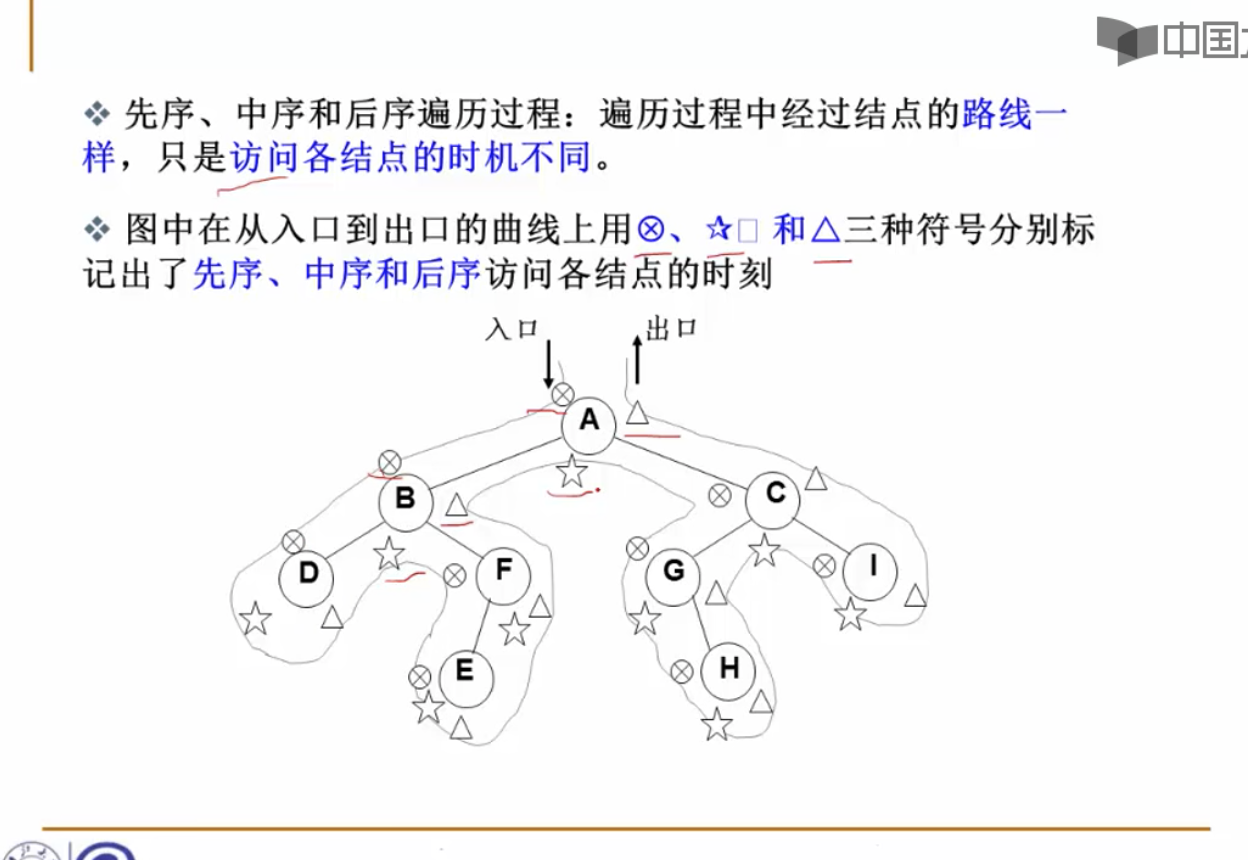 中国
❖ 先序、中序和后序遍历过程：遍历过程中经过结点的路线一
样，只是访问各结点的时机不同。
❖ 图中在从入口到出口的曲线上用⊗、☆□ 和△三种符号分别标
记出了先序、中序和后序访问各结点的时刻
入口 出口
A
B C
D F G I
E H